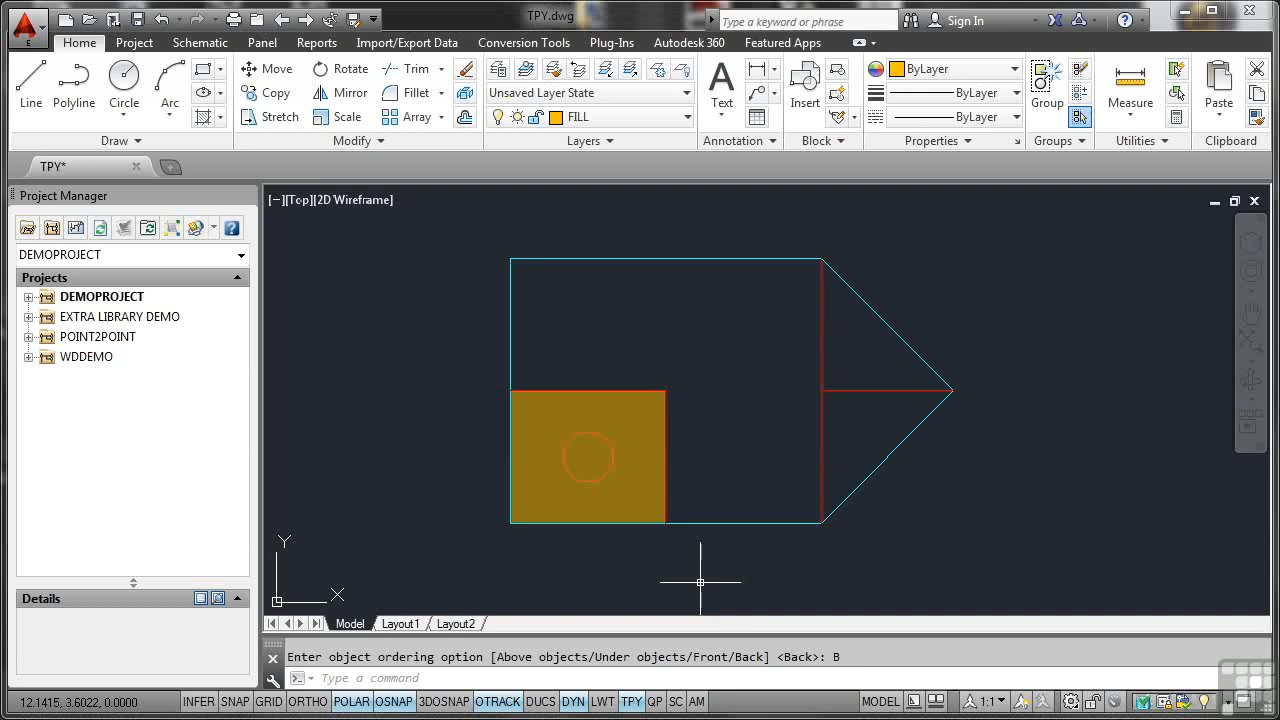 TPY.dwg
Type a keyword or phrase
Sign In
E
Home Project Schematic Panel Reports Import/Export Data Conversion Tools Plug-Ins Autodesk 360 Featured Apps
Line Polyline Circle Arc
Move Rotate Trim
Copy Mirror Fillet
Stretch Scale Array
Unsaved Layer State
FILL
Text
Insert
ByLayer
ByLayer
ByLayer
Group
Measure
Paste
Draw Modify Layers Annotation Block Properties Groups Utilities Clipboard
TPY*
Project Manager
DEMOPROJECT
Projects
DEMOPROJECT
EXTRA LIBRARY DEMO
POINT2POINT
WDDEMO
Details
[−][Top][2D Wireframe]
Y
X
Model Layout1 Layout2
Enter object ordering option [Above objects/Under objects/Front/Back] <Back>: B
Type a command
12.1415, 3.6022, 0.0000
INFER SNAP GRID ORTHO POLAR OSNAP 3DOSNAP OTRACK DUCS DYN LWT TPY QP SC AM
MODEL
1:1